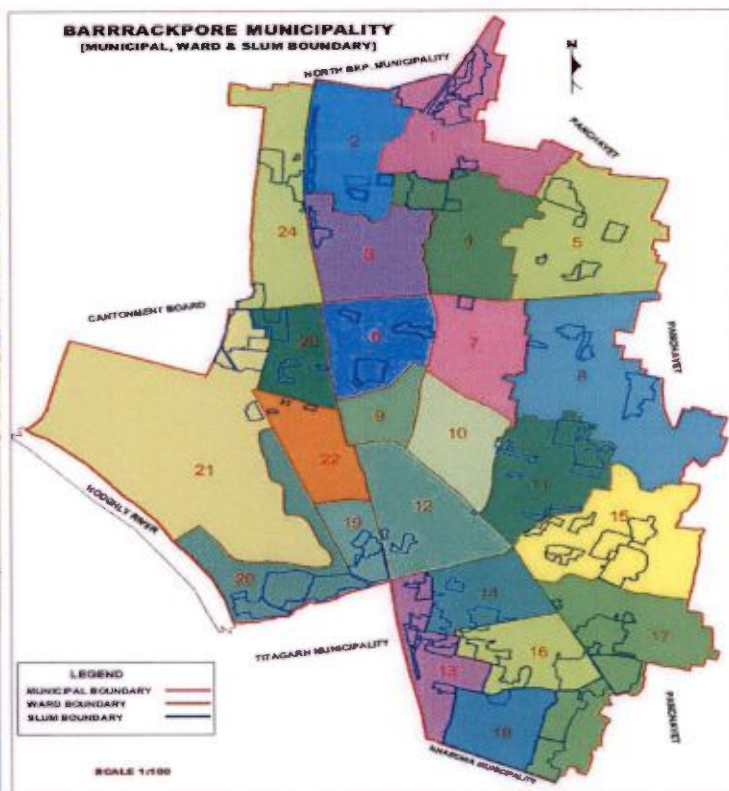 BARRRACKPORE MUNICIPALITY
[MUNICIPAL, WARD & SLUM BOUNDARY]
NORTH BKP. MUNICIPALITY
N
PANCHAYET
1
2
24
3
4
5
CANTONMENT BOARD
6
7
8
PANCHAYET
9
10
21
22
11
12
15
19
HOOGHLY RIVER
20
14
17
TITAGARH MUNICIPALITY
16
13
18
PANCHAYET
MUNICIPALITY
LEGEND
MUNICIPAL BOUNDARY
WARD BOUNDARY
SLUM BOUNDARY
SCALE 1:100